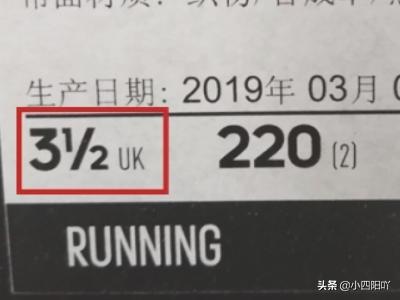 生产日期: 2019年 03月
3½ UK 220 (2)
RUNNING
头条 @小四阳吖